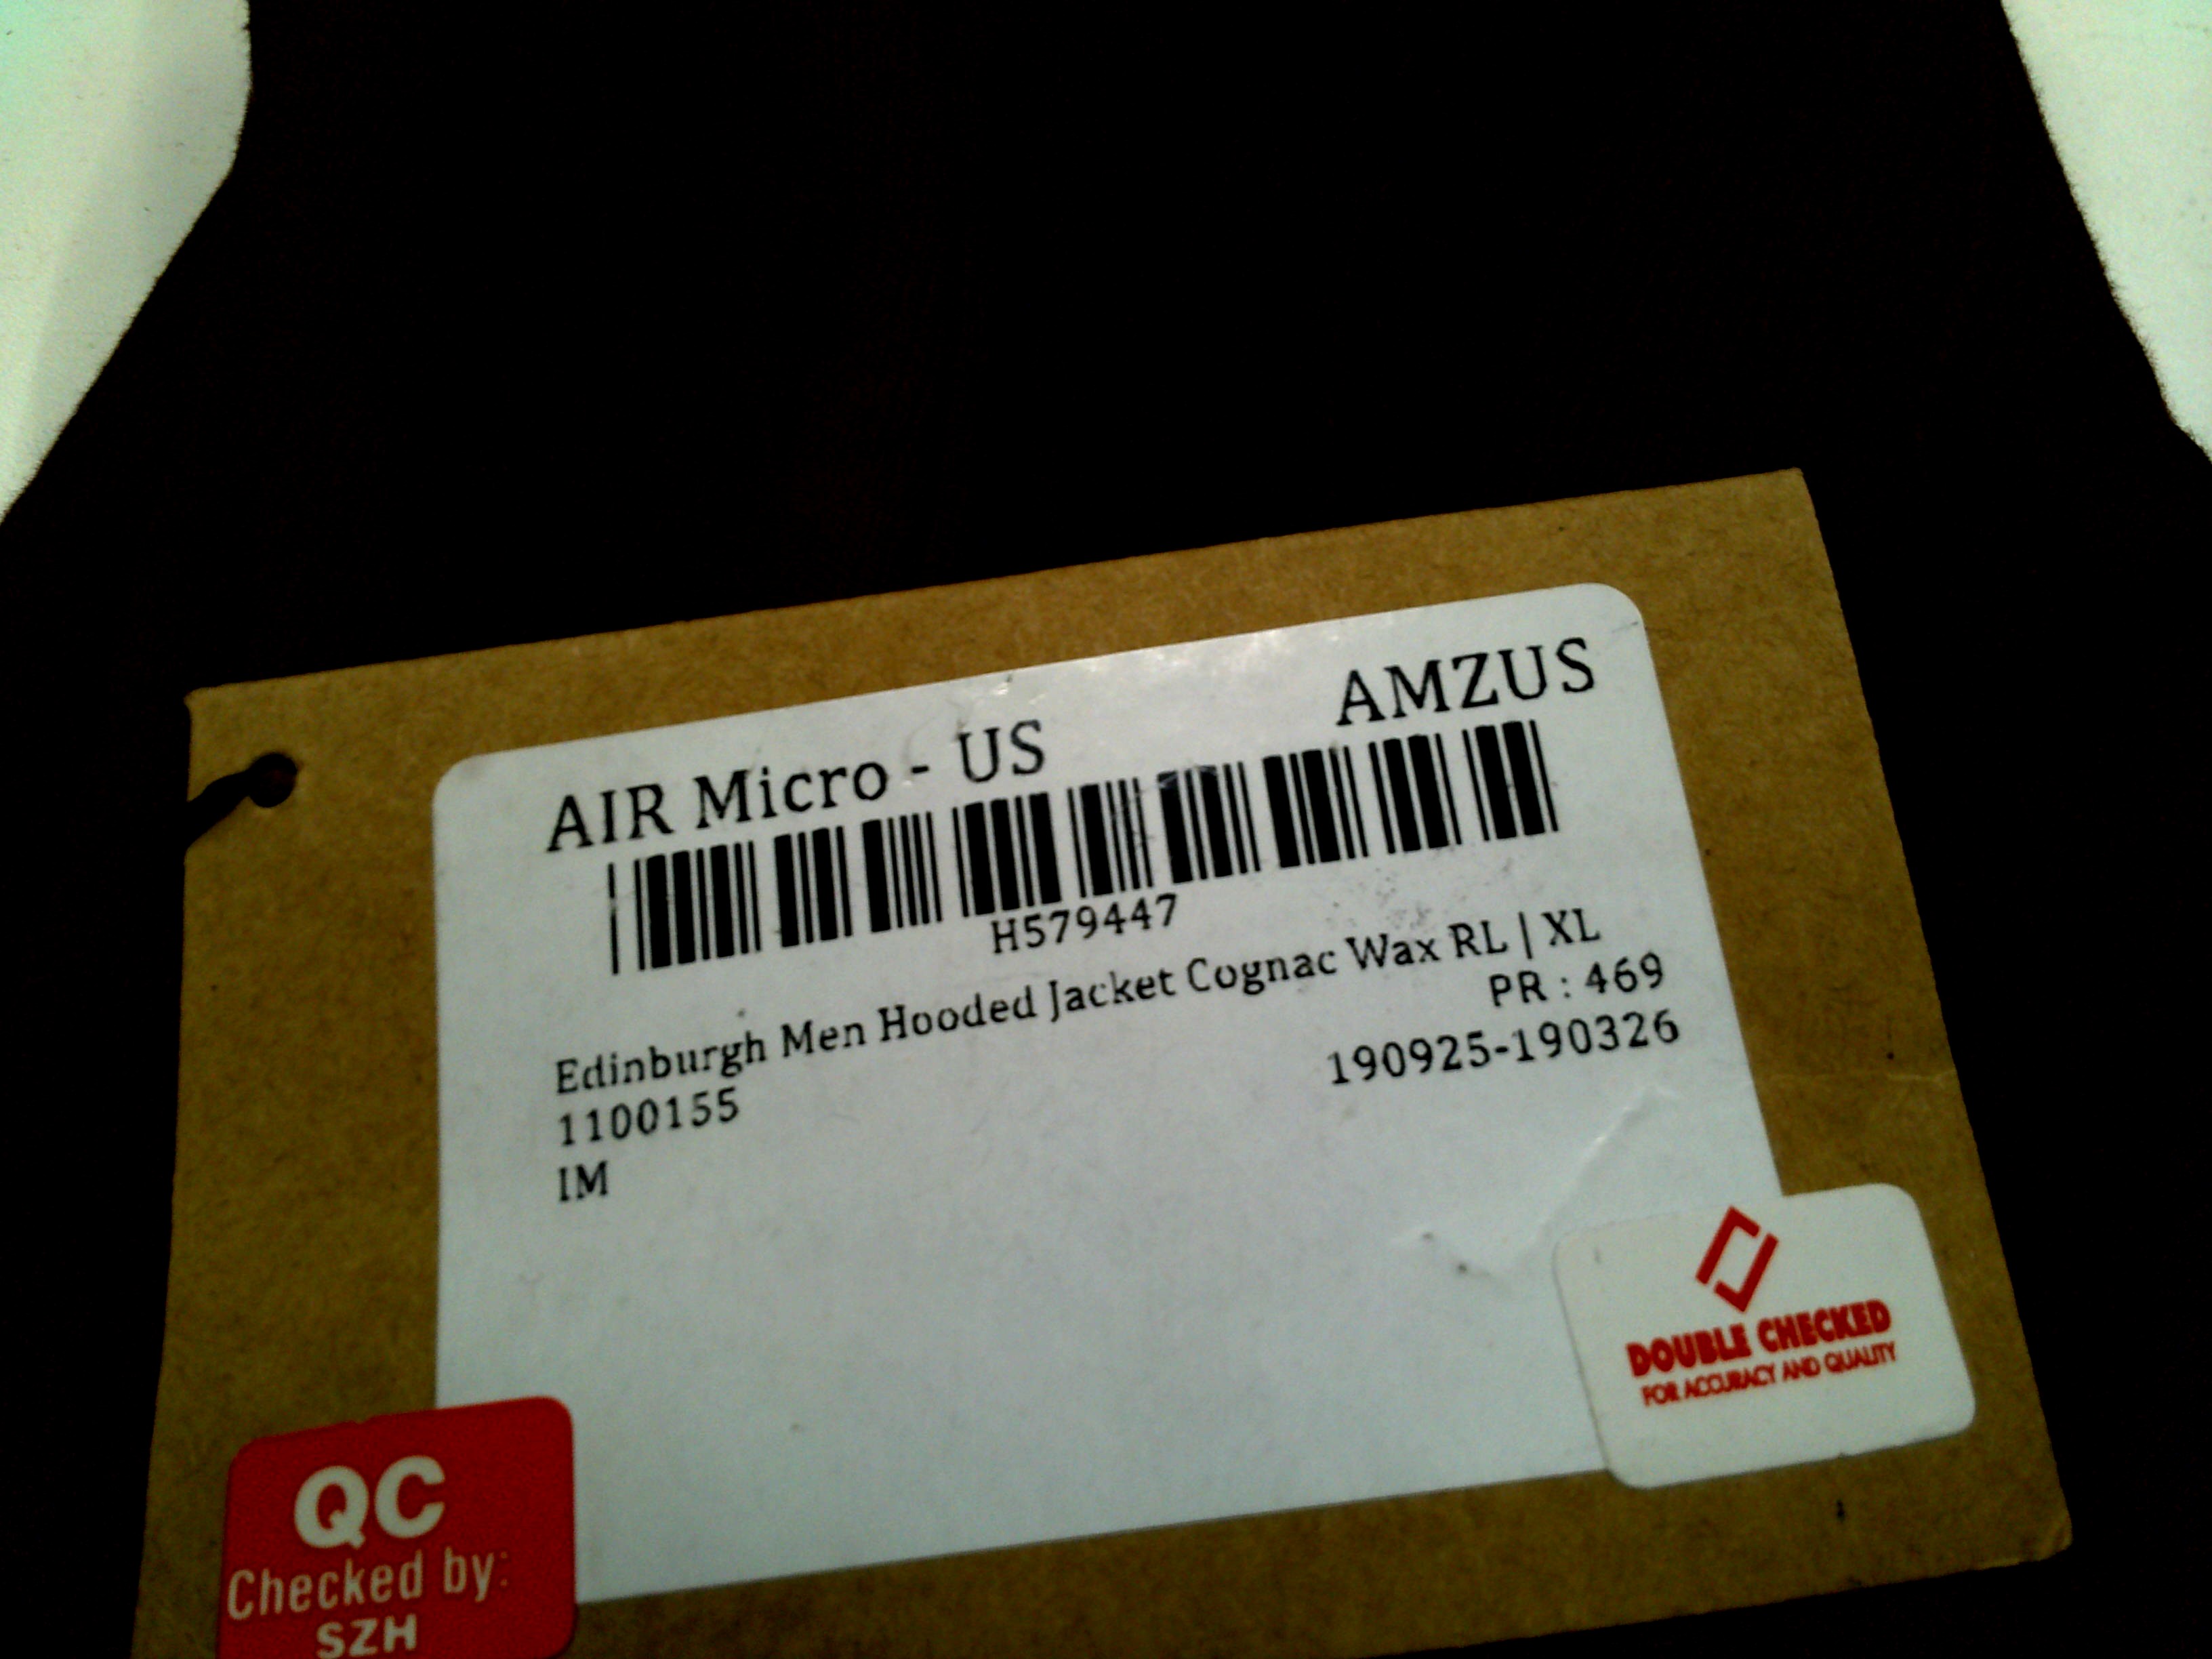 AIR Micro - US AMZUS
H579447
Edinburgh Men Hooded Jacket Cognac Wax RL | XL
PR : 469
1100155 190925-190326
IM
DOUBLE CHECKED
FOR ACCURACY AND QUALITY
QC
Checked by:
SZH